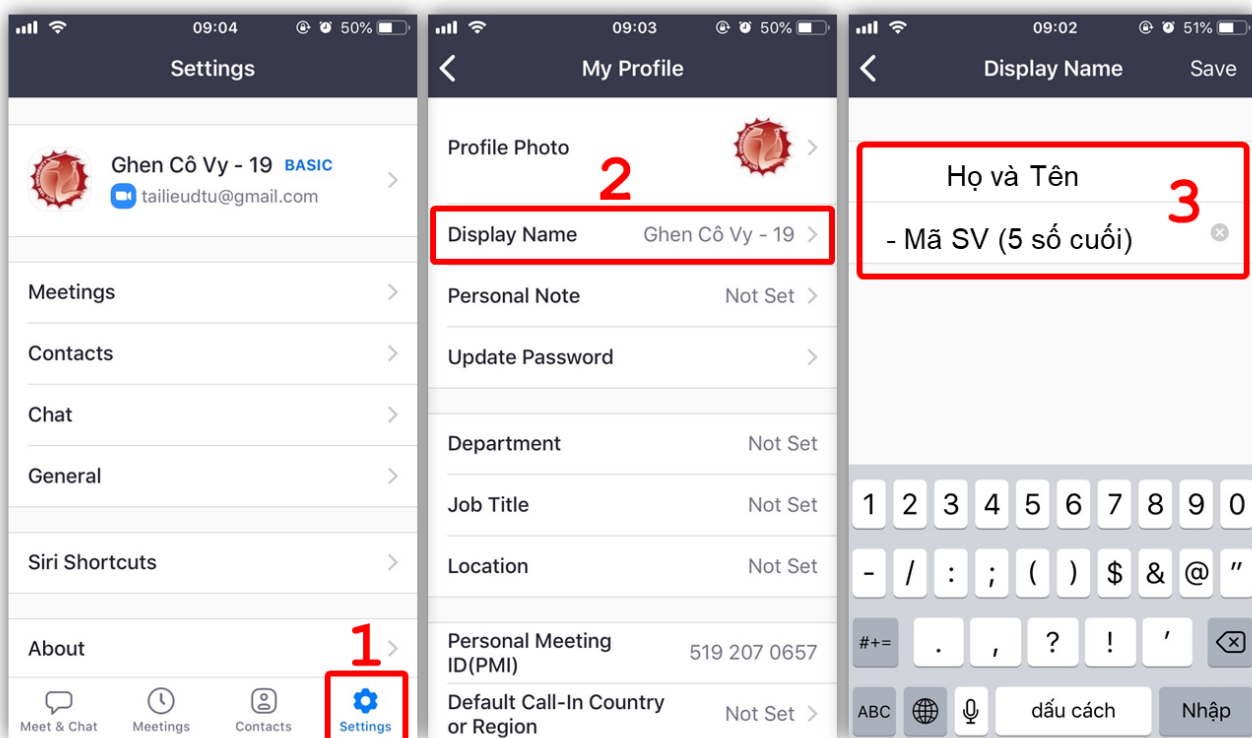 09:04
50%
Settings
Ghen Cô Vy - 19 BASIC
tailieudtu@gmail.com
Meetings
Contacts
Chat
General
Siri Shortcuts
About
1
Meet & Chat
Meetings
Contacts
Settings
09:03
50%
My Profile
Profile Photo
2
Display Name Ghen Cô Vy - 19
Personal Note Not Set
Update Password
Department Not Set
Job Title Not Set
Location Not Set
Personal Meeting
ID(PMI) 519 207 0657
Default Call-In Country
or Region Not Set
09:02
51%
Display Name Save
Họ và Tên
3
- Mã SV (5 số cuối)
1 2 3 4 5 6 7 8 9 0
- / : ; ( ) $ & @ "
#+= . , ? ! '
ABC dấu cách Nhập